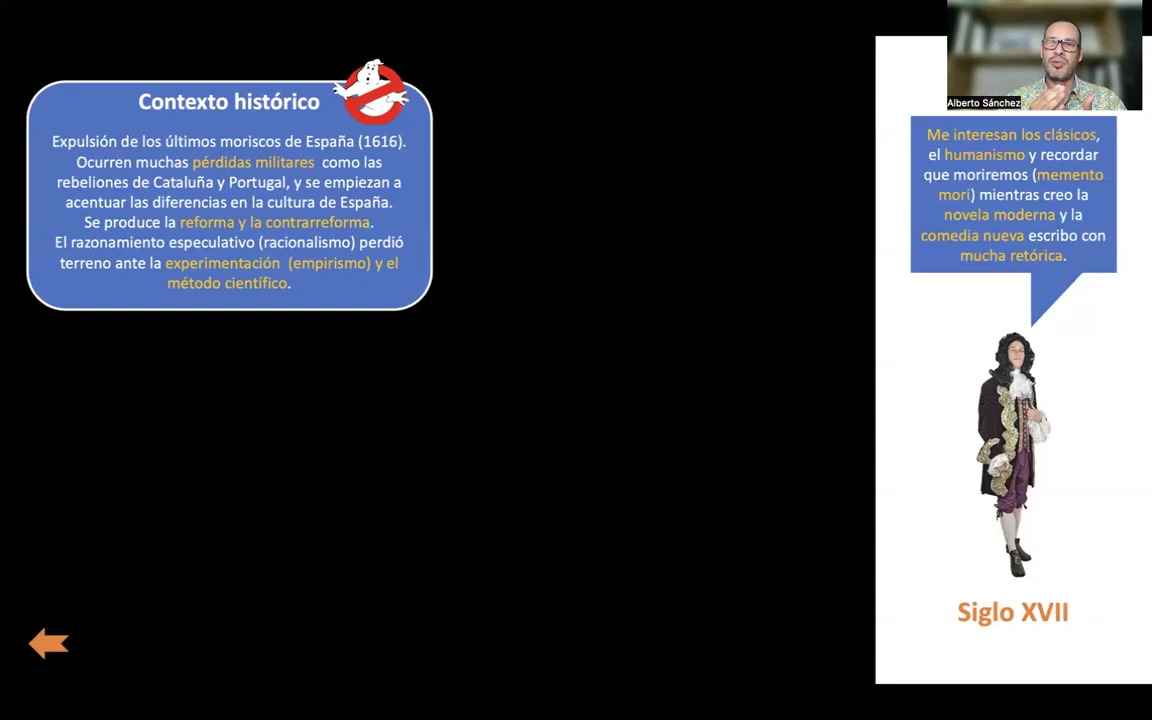 Contexto histórico
Expulsión de los últimos moriscos de España (1616).
Ocurren muchas pérdidas militares como las
rebeliones de Cataluña y Portugal, y se empiezan a
acentuar las diferencias en la cultura de España.
Se produce la reforma y la contrarreforma.
El razonamiento especulativo (racionalismo) perdió
terreno ante la experimentación (empirismo) y el
método científico.
Alberto Sánchez
Me interesan los clásicos,
el humanismo y recordar
que moriremos (memento
mori) mientras creo la
novela moderna y la
comedia nueva escribo con
mucha retórica.
Siglo XVII